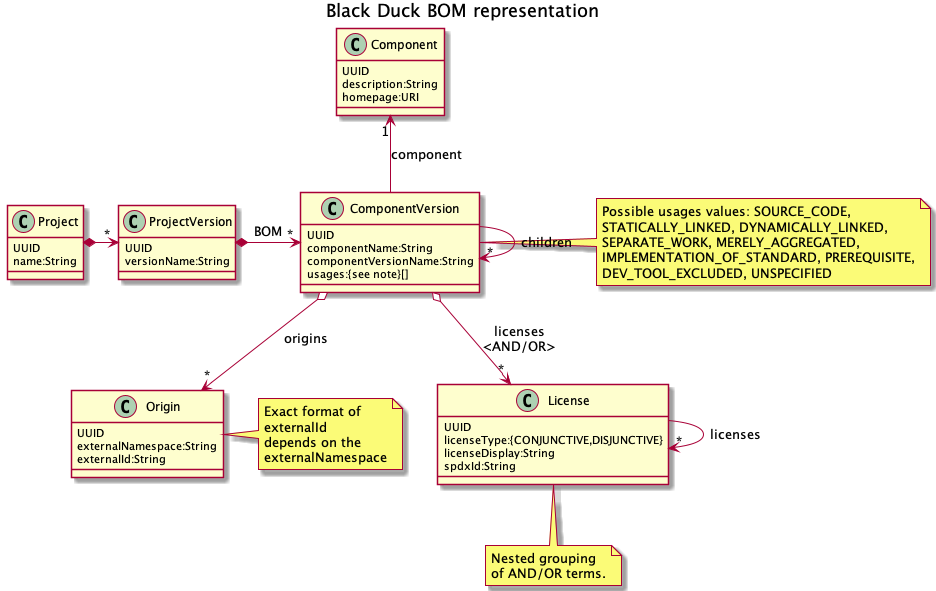 Black Duck BOM representation
C Component
UUID
description:String
homepage:URI
1
component
C Project
UUID
name:String
*
C ProjectVersion
UUID
versionName:String
BOM
*
C ComponentVersion
UUID
componentName:String
componentVersionName:String
usages:{see note}[]
children
*
Possible usages values: SOURCE_CODE,
STATICALLY_LINKED, DYNAMICALLY_LINKED,
SEPARATE_WORK, MERELY_AGGREGATED,
IMPLEMENTATION_OF_STANDARD, PREREQUISITE,
DEV_TOOL_EXCLUDED, UNSPECIFIED
origins
*
licenses
<AND/OR>
*
C Origin
UUID
externalNamespace:String
externalId:String
Exact format of
externalId
depends on the
externalNamespace
C License
UUID
licenseType:{CONJUNCTIVE,DISJUNCTIVE}
licenseDisplay:String
spdxId:String
*
licenses
Nested grouping
of AND/OR terms.